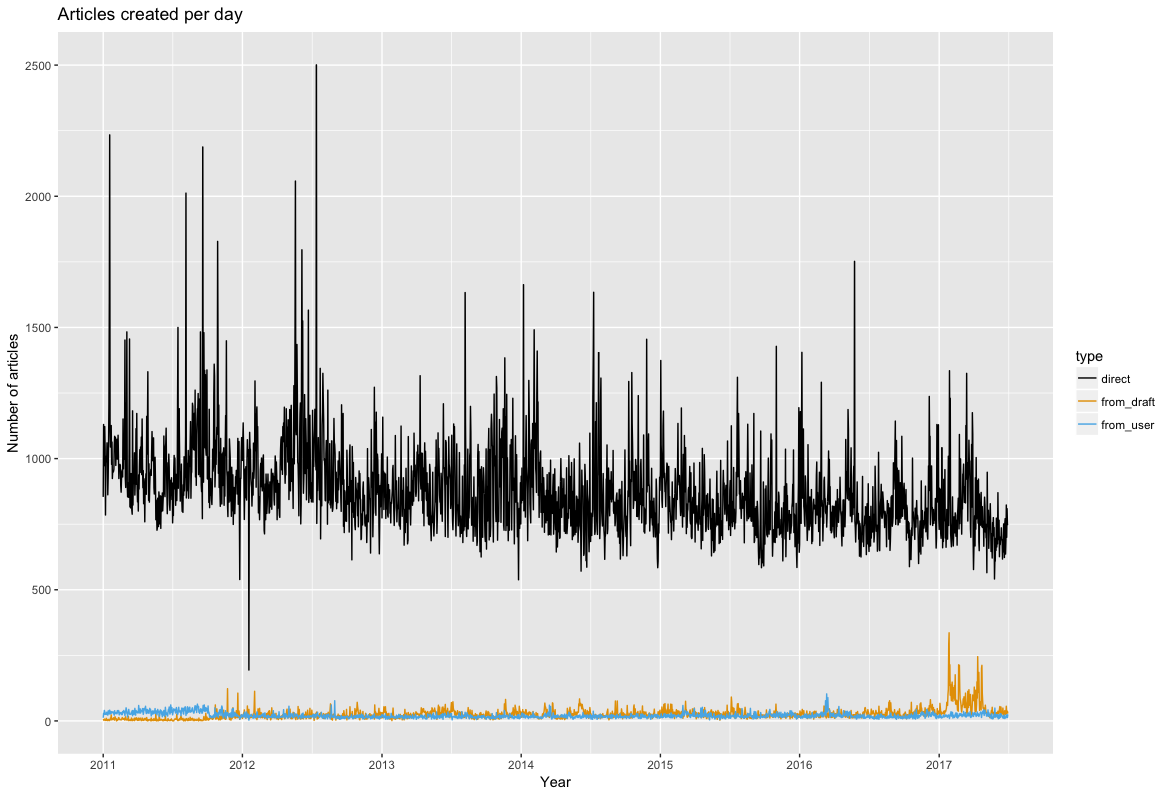 Articles created per day
Number of articles
2500
2000
1500
1000
500
0
2011 2012 2013 2014 2015 2016 2017
Year
type
direct
from_draft
from_user